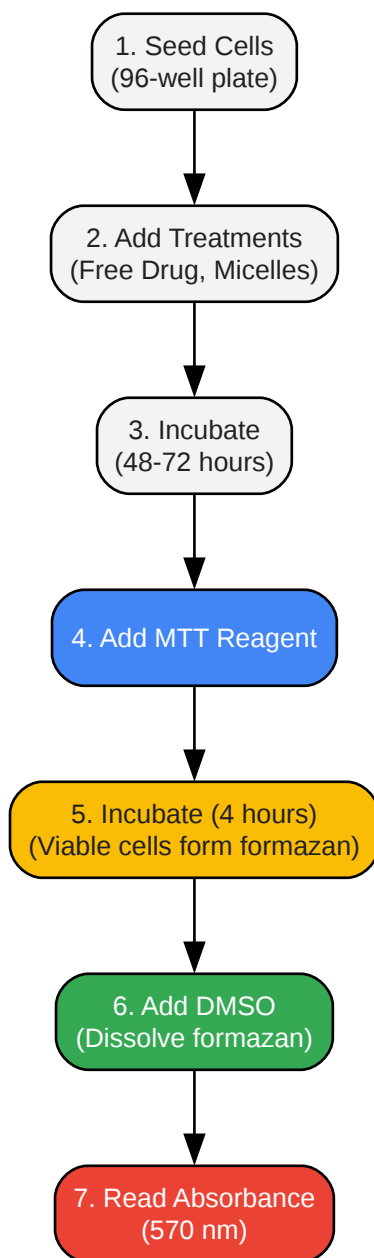 1. Seed Cells
(96-well plate)
2. Add Treatments
(Free Drug, Micelles)
3. Incubate
(48-72 hours)
4. Add MTT Reagent
5. Incubate (4 hours)
(Viable cells form formazan)
6. Add DMSO
(Dissolve formazan)
7. Read Absorbance
(570 nm)